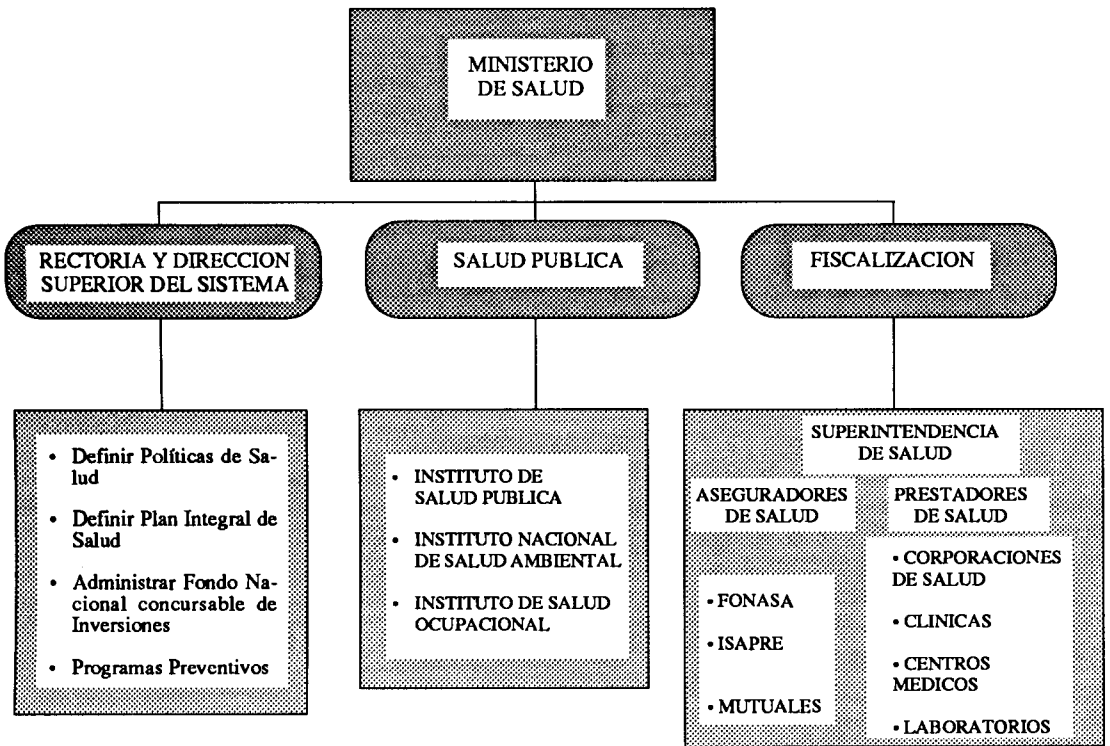 MINISTERIO
DE SALUD
RECTORIA Y DIRECCION
SUPERIOR DEL SISTEMA
SALUD PUBLICA
FISCALIZACION
• Definir Políticas de Sa-
lud
• Definir Plan Integral de
Salud
• Administrar Fondo Na-
cional concursable de
Inversiones
• Programas Preventivos
• INSTITUTO DE
SALUD PUBLICA
• INSTITUTO NACIONAL
DE SALUD AMBIENTAL
• INSTITUTO DE SALUD
OCUPACIONAL
SUPERINTENDENCIA
DE SALUD
ASEGURADORES
DE SALUD
• FONASA
• ISAPRE
• MUTUALES
PRESTADORES
DE SALUD
• CORPORACIONES
DE SALUD
• CLINICAS
• CENTROS
MEDICOS
• LABORATORIOS